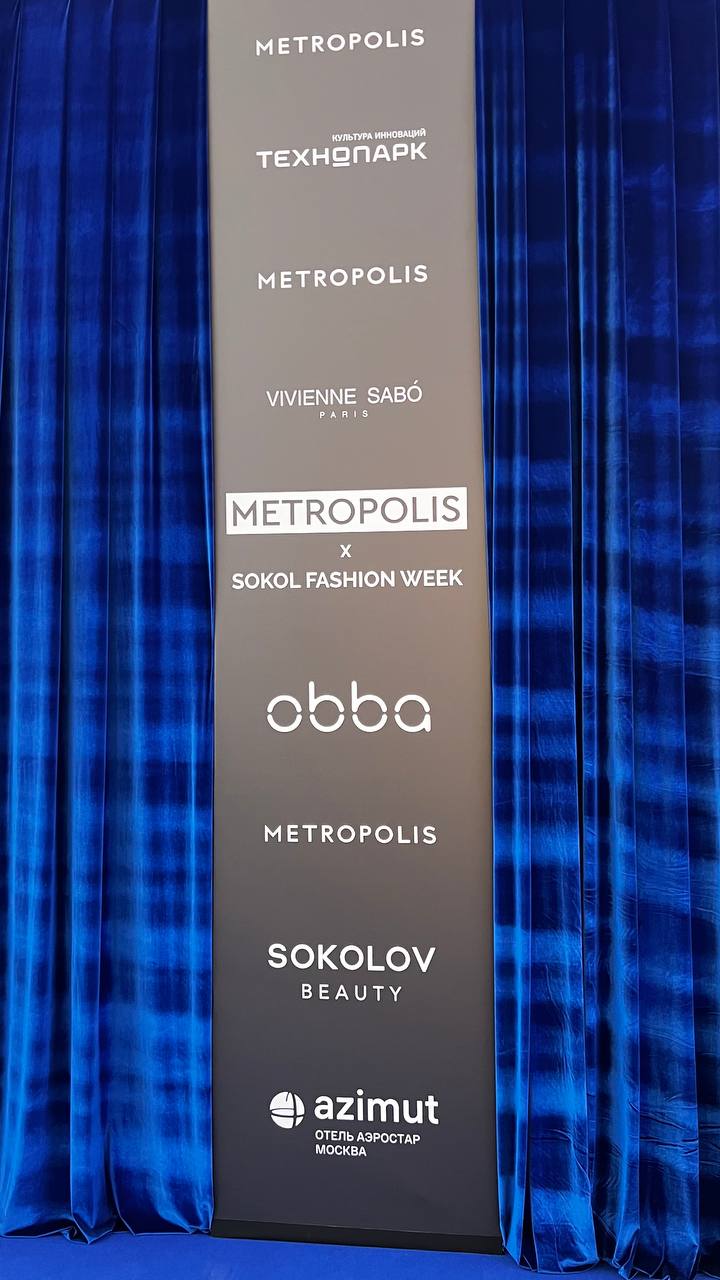 METROPOLIS
КУЛЬТУРА ИННОВАЦИЙ
ТЕХНОПАРК
METROPOLIS
VIVIENNE SABÓ
PARIS
METROPOLIS
X
SOKOL FASHION WEEK
obba
METROPOLIS
SOKOLOV
BEAUTY
azimut
ОТЕЛЬ АЭРОСТАР
МОСКВА